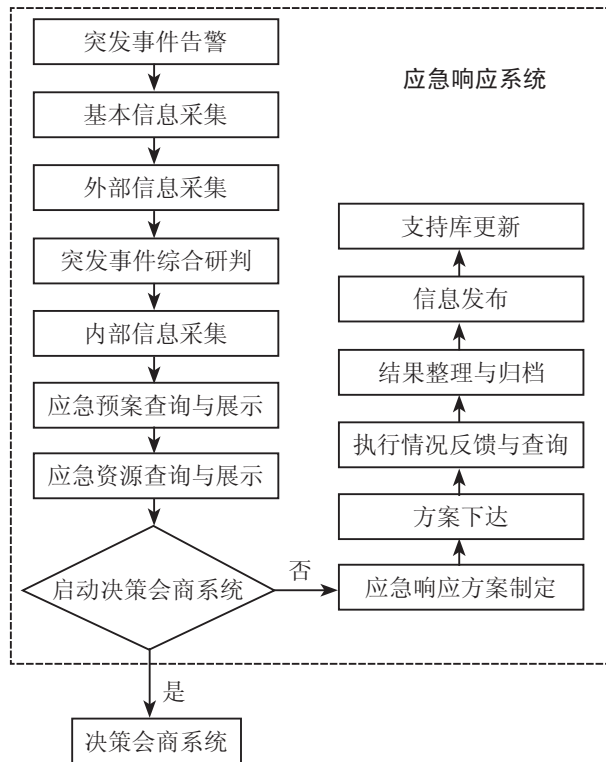 突发事件告警
应急响应系统
基本信息采集
外部信息采集
突发事件综合研判
内部信息采集
应急预案查询与展示
应急资源查询与展示
启动决策会商系统
否
是
决策会商系统
支持库更新
信息发布
结果整理与归档
执行情况反馈与查询
方案下达
应急响应方案制定